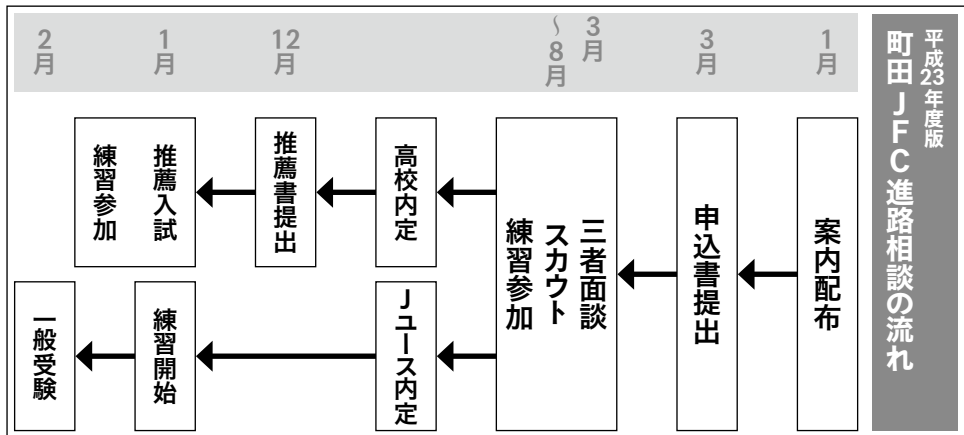 平成23年度版
町田JFC進路相談の流れ
1月
3月
3月
〜8月
12月
1月
2月
案内配布
申込書提出
三者面談
スカウト
練習参加
高校内定
推薦書提出
推薦入試
練習参加
Jユース内定
練習開始
一般受験